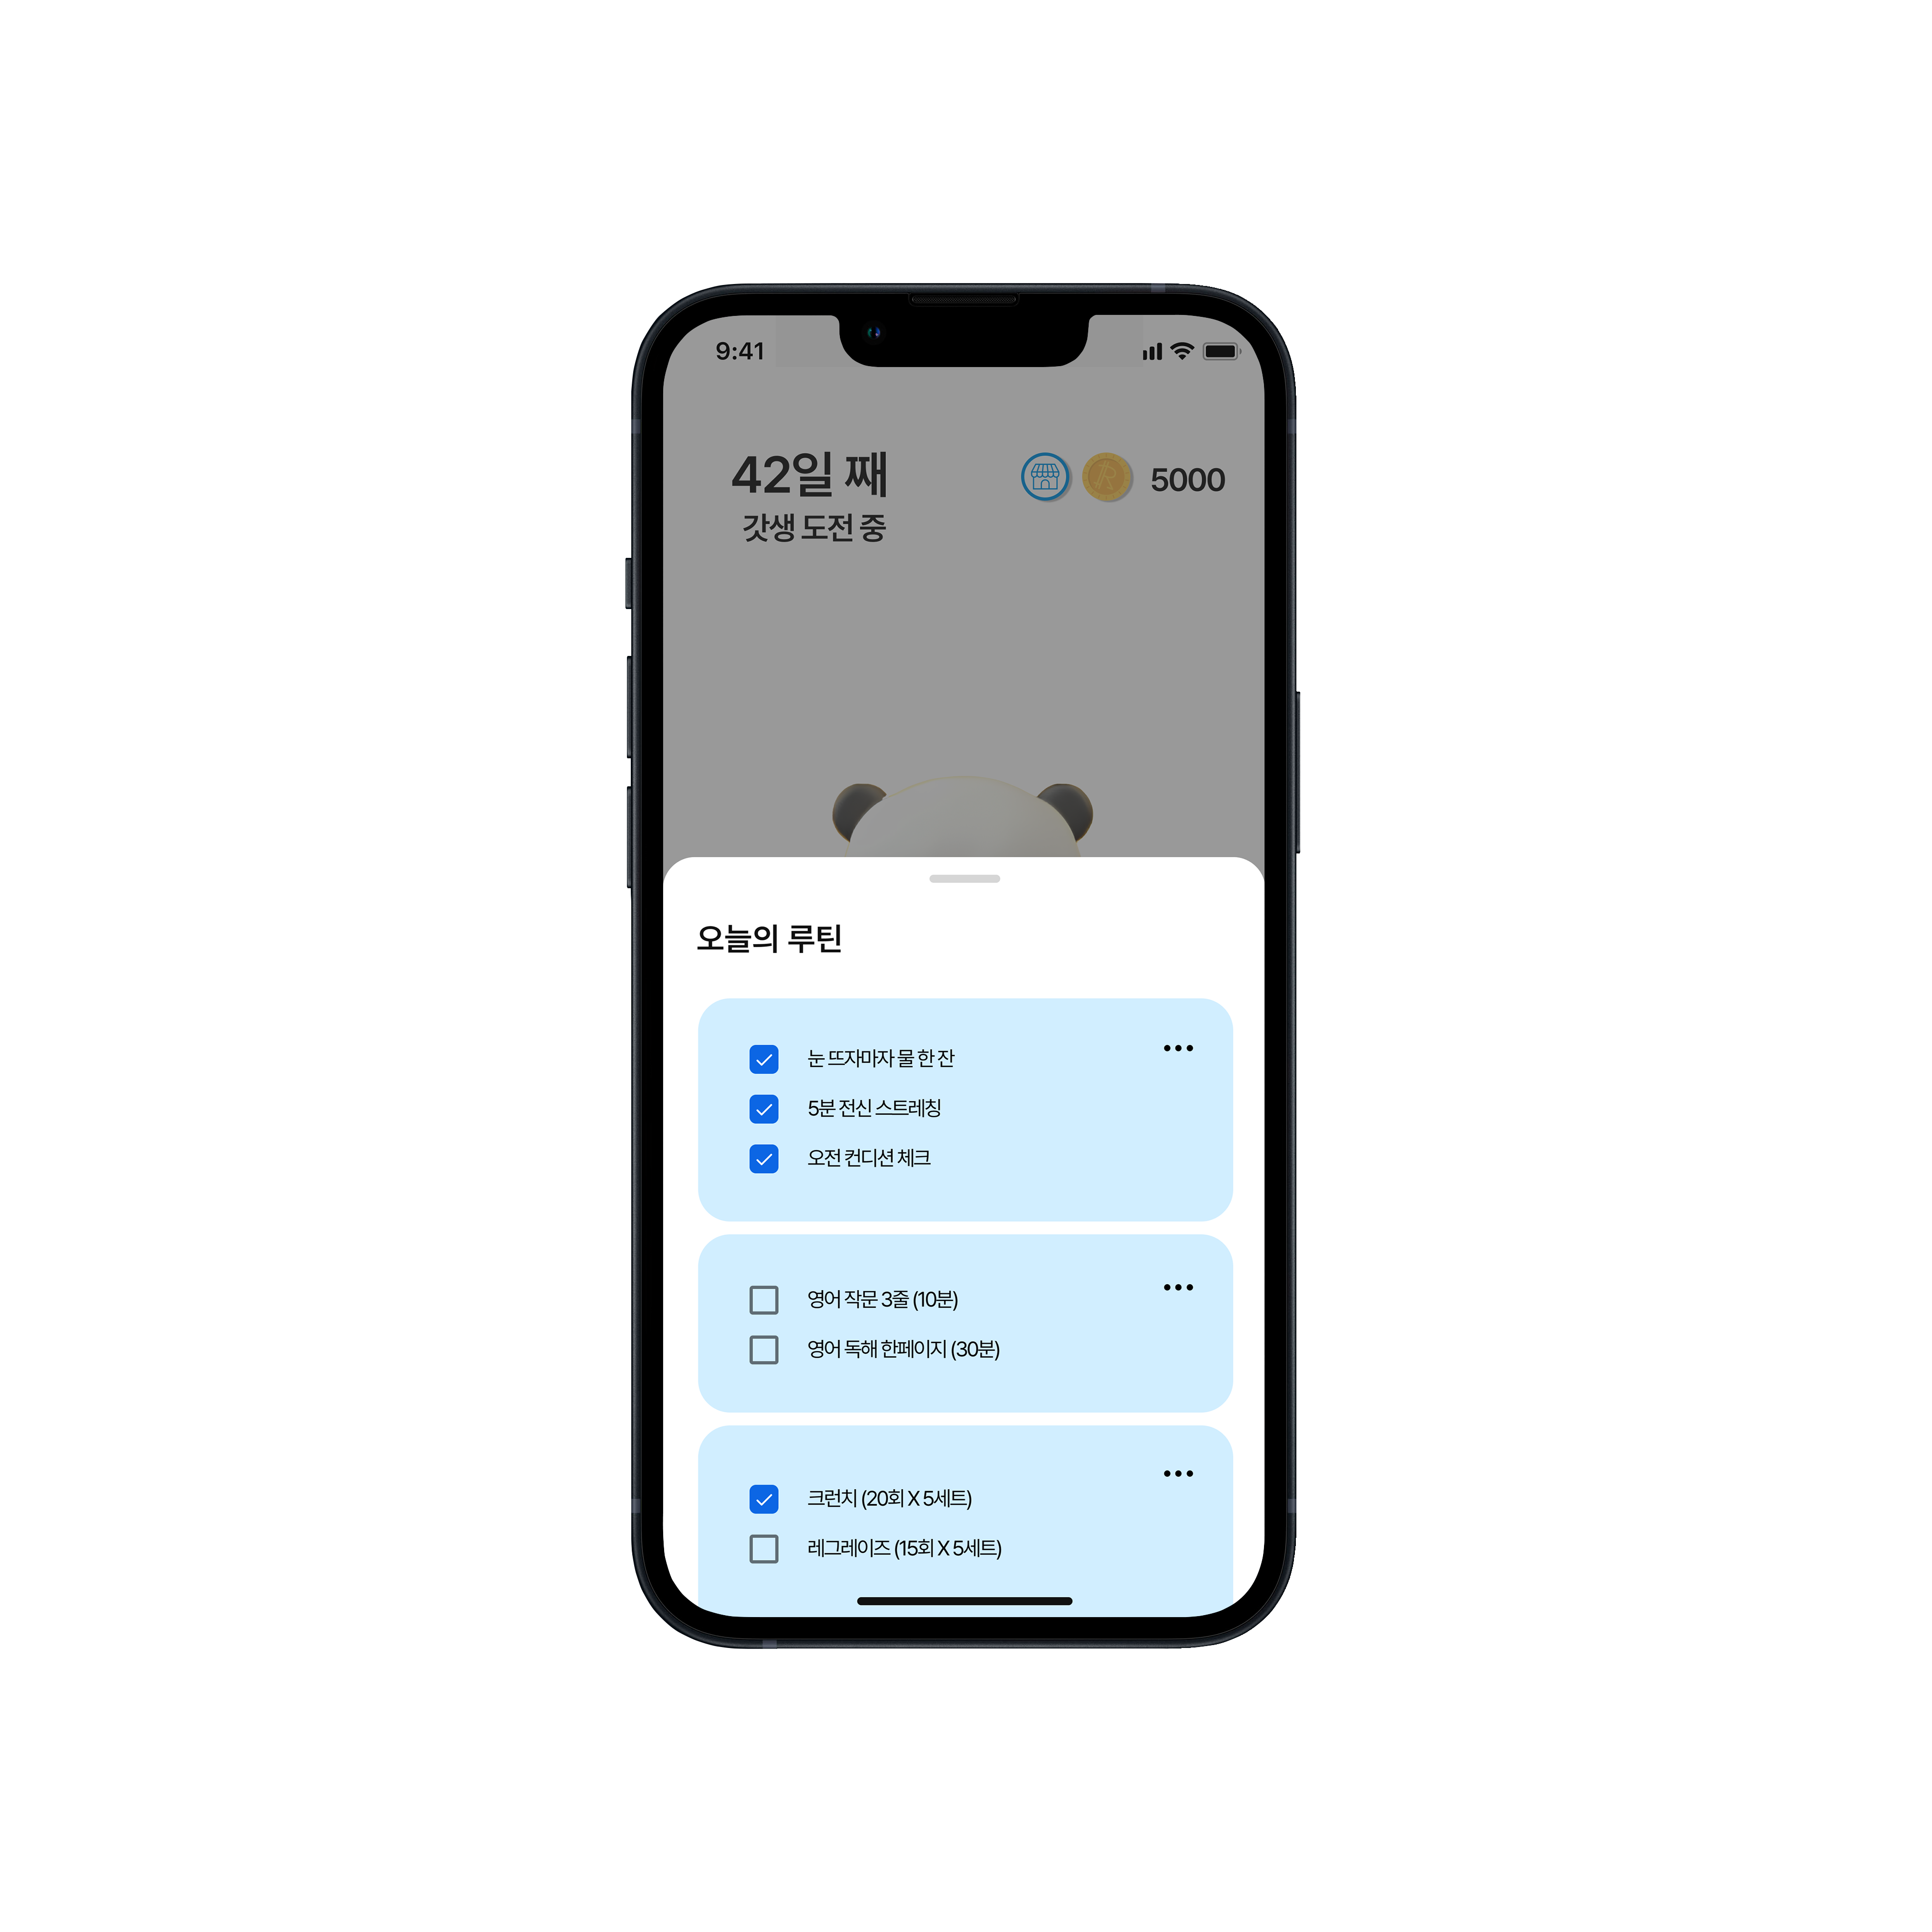 9:41
42일 째
5000
갓생 도전 중
오늘의 루틴
눈 뜨자마자 물 한 잔
5분 전신 스트레칭
오전 컨디션 체크
영어 작문 3줄 (10분)
영어 독해 한페이지 (30분)
크런치 (20회 X 5세트)
레그레이즈 (15회 X 5세트)